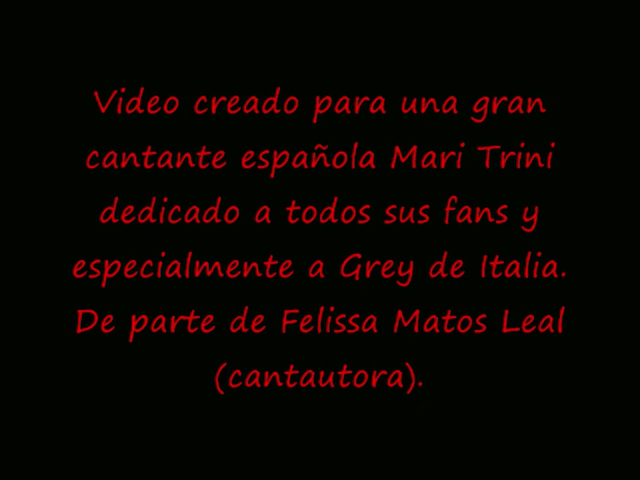 Video creado para una gran
cantante española Mari Trini
dedicado a todos sus fans y
especialmente a Grey de Italia.
De parte de Felissa Matos Leal
(cantautora).